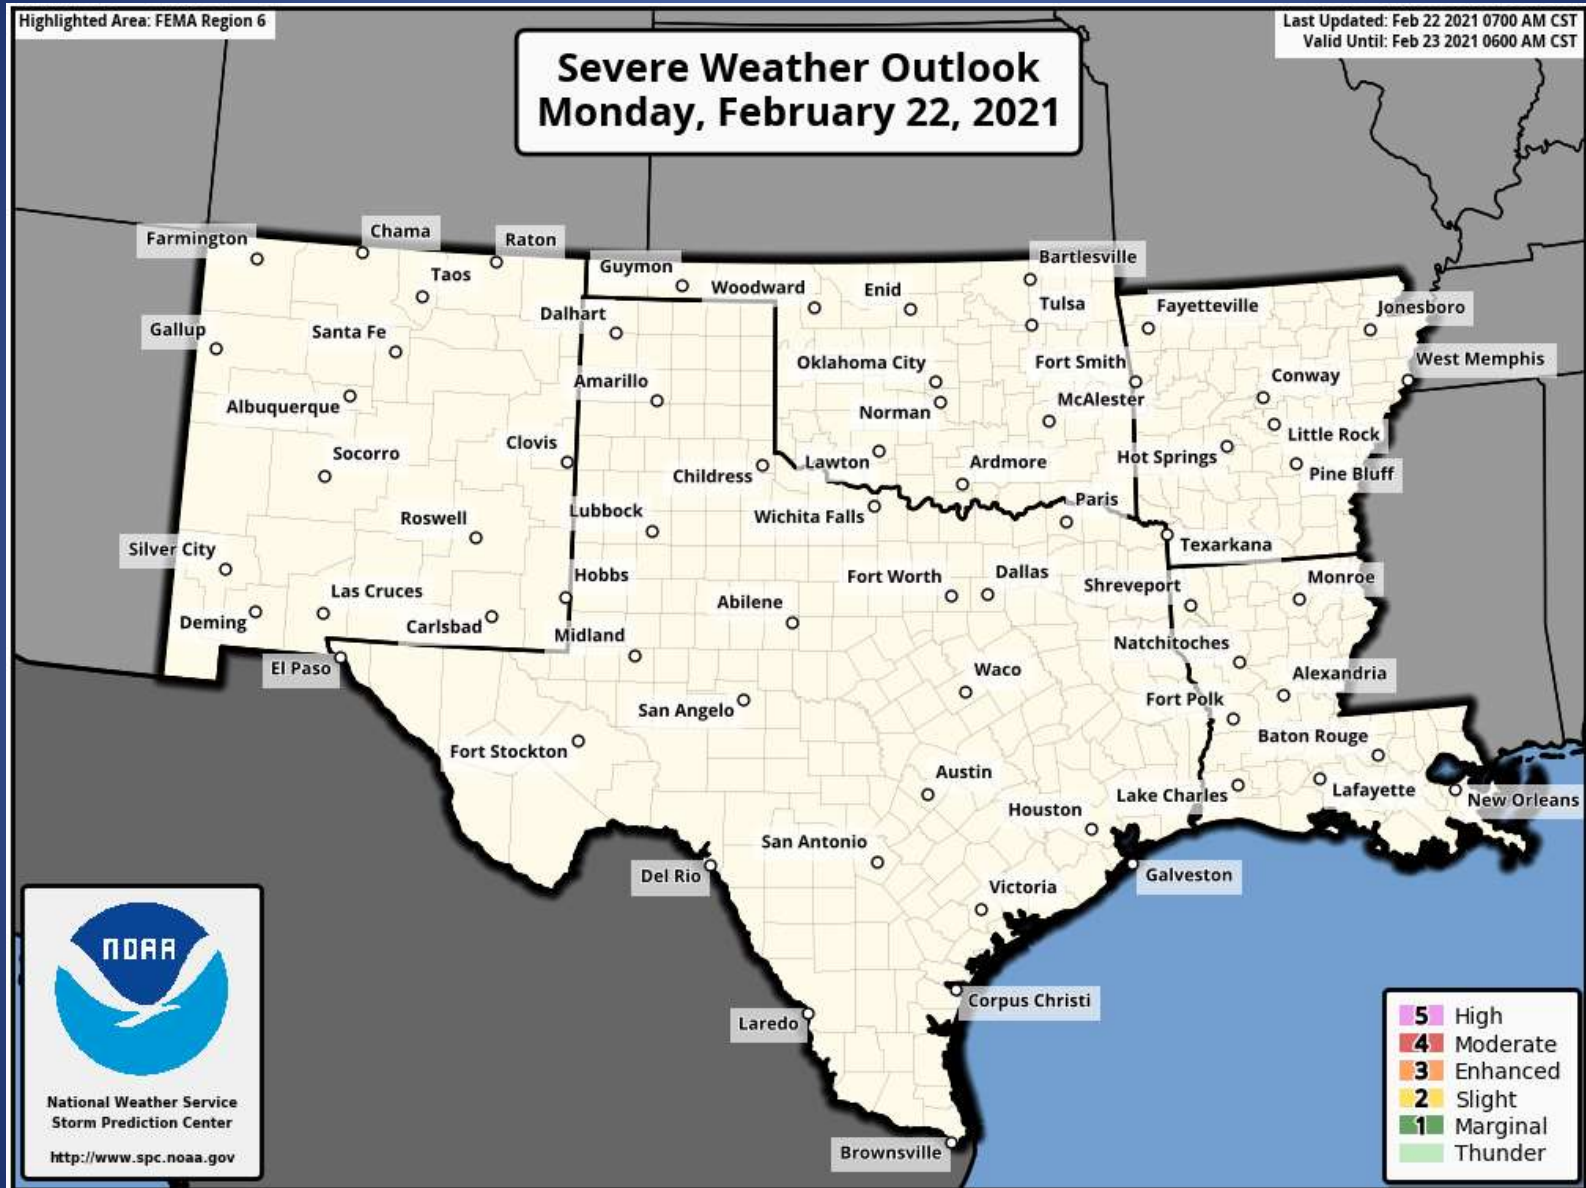 Highlighted Area: FEMA Region 6
Last Updated: Feb 22 2021 0700 AM CST
Valid Until: Feb 23 2021 0600 AM CST
Severe Weather Outlook
Monday, February 22, 2021
Farmington
Chama
Raton
Taos
Guymon
Woodward
Enid
Bartlesville
Tulsa
Fayetteville
Jonesboro
Gallup
Santa Fe
Dalhart
Oklahoma City
Fort Smith
West Memphis
Albuquerque
Amarillo
Norman
McAlester
Conway
Little Rock
Socorro
Clovis
Childress
Lawton
Ardmore
Hot Springs
Pine Bluff
Roswell
Lubbock
Wichita Falls
Paris
Texarkana
Silver City
Hobbs
Fort Worth
Dallas
Shreveport
Monroe
Deming
Las Cruces
Carlsbad
Midland
Abilene
Natchitoches
El Paso
San Angelo
Waco
Alexandria
Fort Polk
Fort Stockton
Baton Rouge
Austin
Houston
Lake Charles
Lafayette
New Orleans
San Antonio
Del Rio
Victoria
Galveston
Corpus Christi
Laredo
Brownsville
NOAA
National Weather Service
Storm Prediction Center
http://www.spc.noaa.gov
5 High
4 Moderate
3 Enhanced
2 Slight
1 Marginal
Thunder